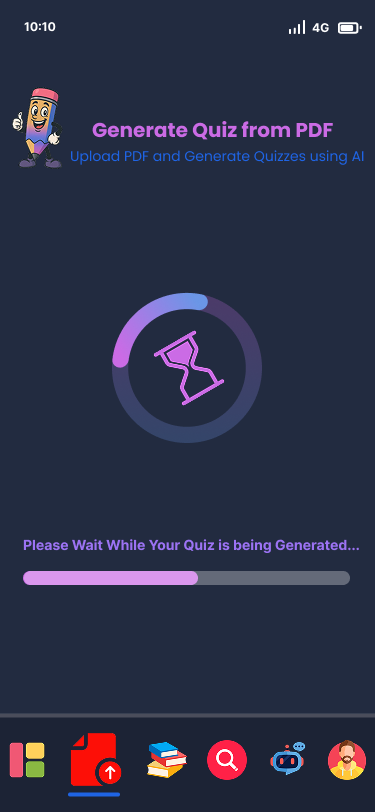 10:10
4G
Generate Quiz from PDF
Upload PDF and Generate Quizzes using AI
Please Wait While Your Quiz is being Generated...